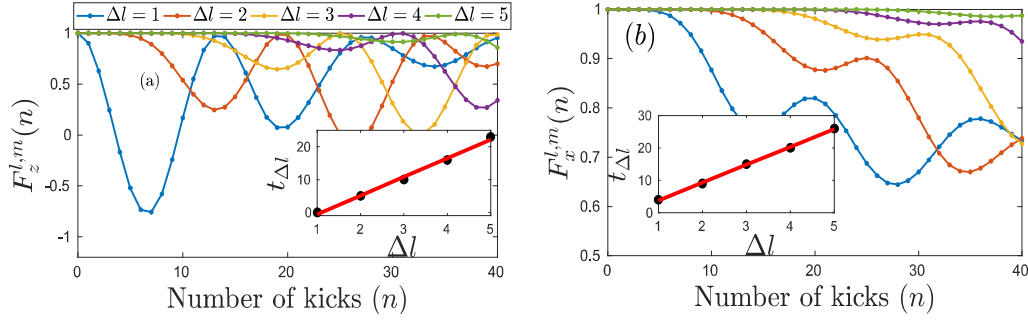 Δl = 1 Δl = 2 Δl = 3 Δl = 4 Δl = 5
(a)
F_z^{l,m}(n)
1
0.5
0
-0.5
-1
0 10 20 30 40
Number of kicks (n)
t_{Δl}
20
10
0
1 2 3 4 5
Δl
(b)
F_x^{l,m}(n)
1
0.9
0.8
0.7
0.6
0.5
0 10 20 30 40
Number of kicks (n)
t_{Δl}
30
20
10
0
1 2 3 4 5
Δl